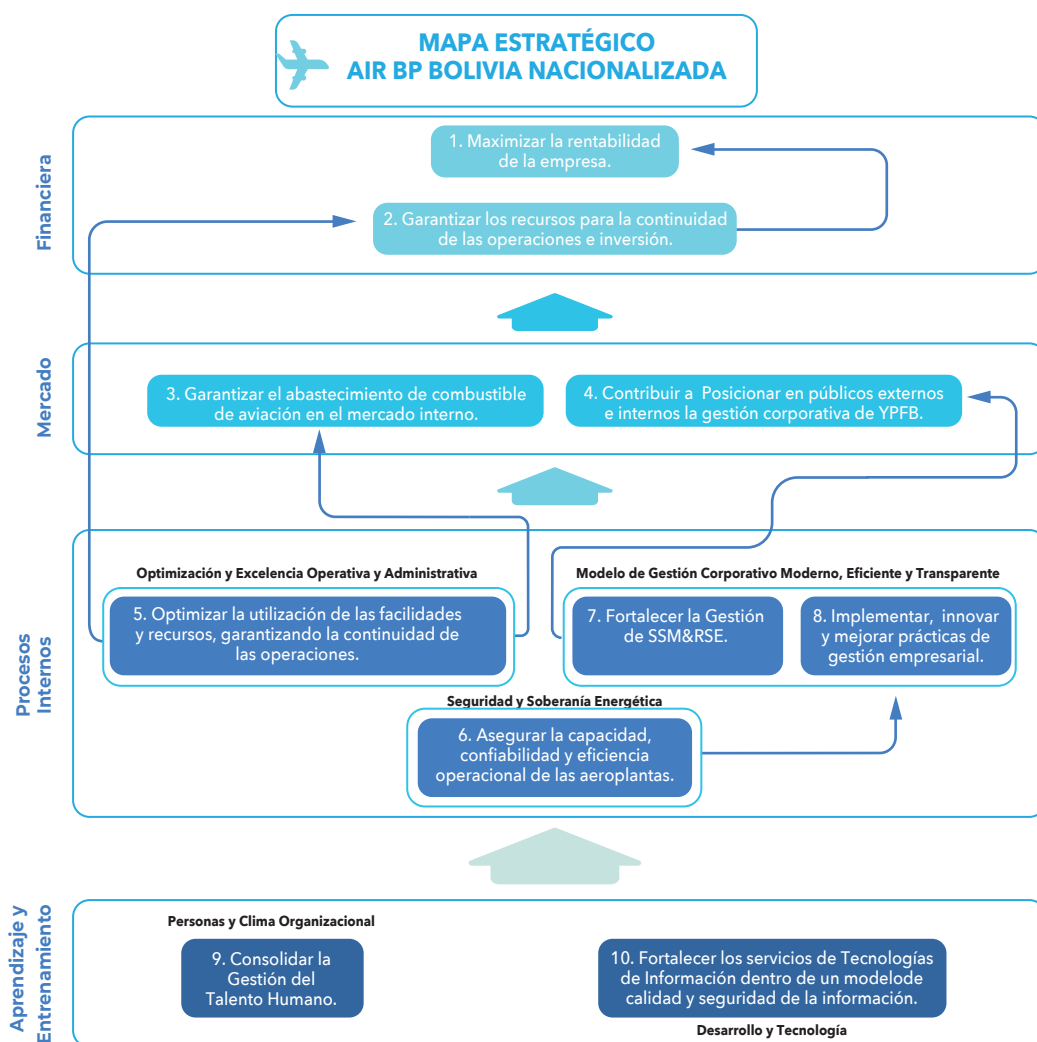 MAPA ESTRATÉGICO
AIR BP BOLIVIA NACIONALIZADA
Financiera
1. Maximizar la rentabilidad
de la empresa.
2. Garantizar los recursos para la continuidad
de las operaciones e inversión.
Mercado
3. Garantizar el abastecimiento de combustible
de aviación en el mercado interno.
4. Contribuir a Posicionar en públicos externos
e internos la gestión corporativa de YPFB.
Procesos
Internos
Optimización y Excelencia Operativa y Administrativa
5. Optimizar la utilización de las facilidades
y recursos, garantizando la continuidad de
las operaciones.
Modelo de Gestión Corporativo Moderno, Eficiente y Transparente
7. Fortalecer la Gestión
de SSM&RSE.
8. Implementar, innovar
y mejorar prácticas de
gestión empresarial.
Seguridad y Soberanía Energética
6. Asegurar la capacidad,
confiabilidad y eficiencia
operacional de las aeroplantas.
Aprendizaje y
Entrenamiento
Personas y Clima Organizacional
9. Consolidar la
Gestión del
Talento Humano.
10. Fortalecer los servicios de Tecnologías
de Información dentro de un modelode
calidad y seguridad de la información.
Desarrollo y Tecnología